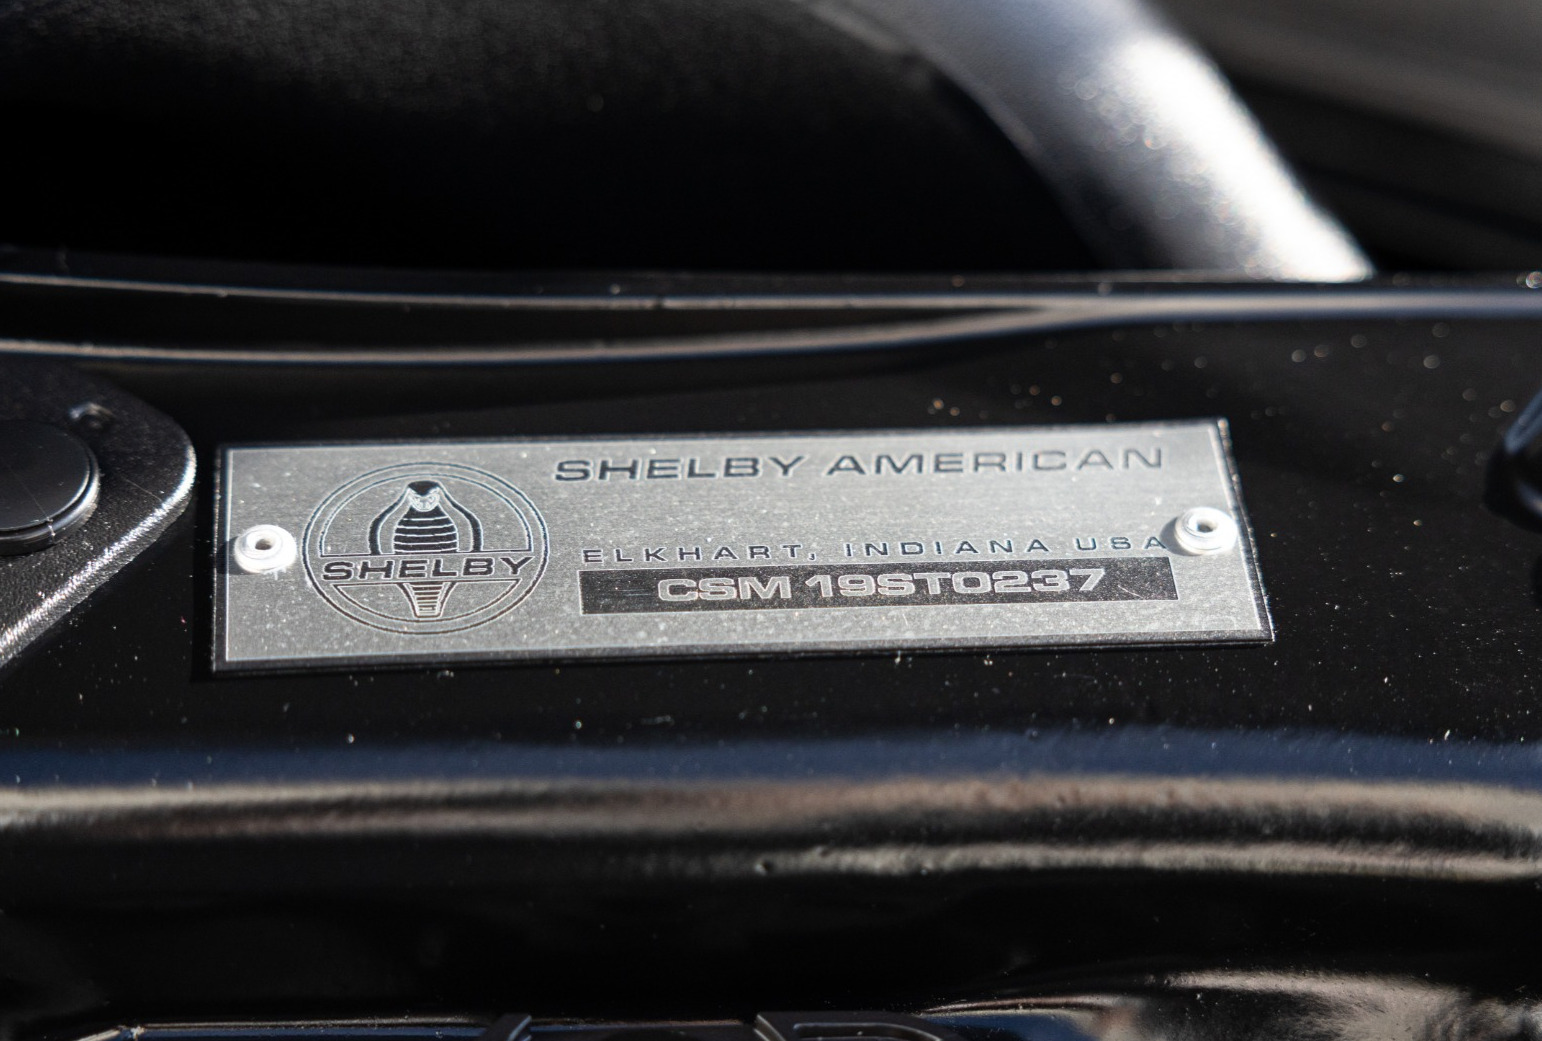 SHELBY AMERICAN
SHELBY
ELKHART, INDIANA USA
CSM 19ST0237